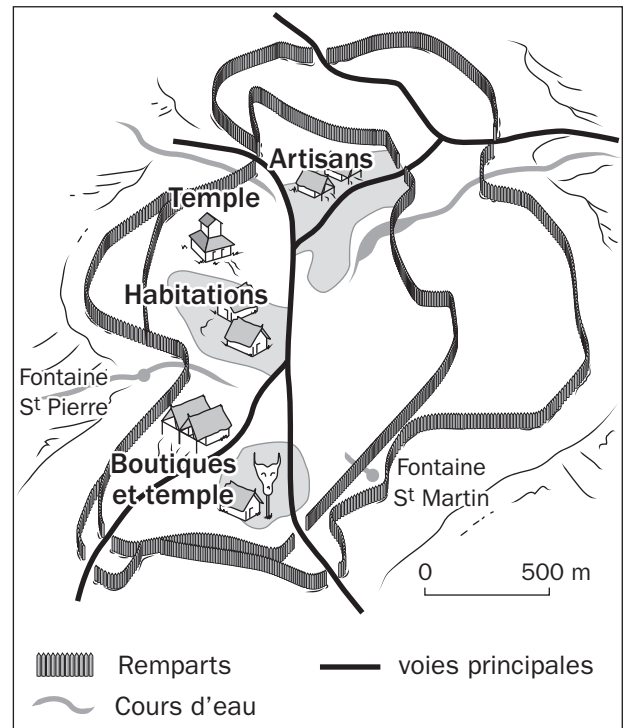 Artisans
Temple
Habitations
Fontaine
St Pierre
Boutiques
et temple
Fontaine
St Martin
0 500 m
Remparts
voies principales
Cours d'eau